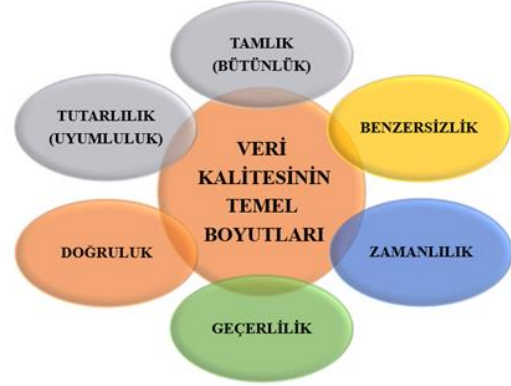 TAMLIK
(BÜTÜNLÜK)
TUTARLILIK
(UYUMLULUK)
BENZERSİZLİK
VERİ
KALİTESİNİN
TEMEL
BOYUTLARI
DOĞRULUK
ZAMANLILIK
GEÇERLİLİK